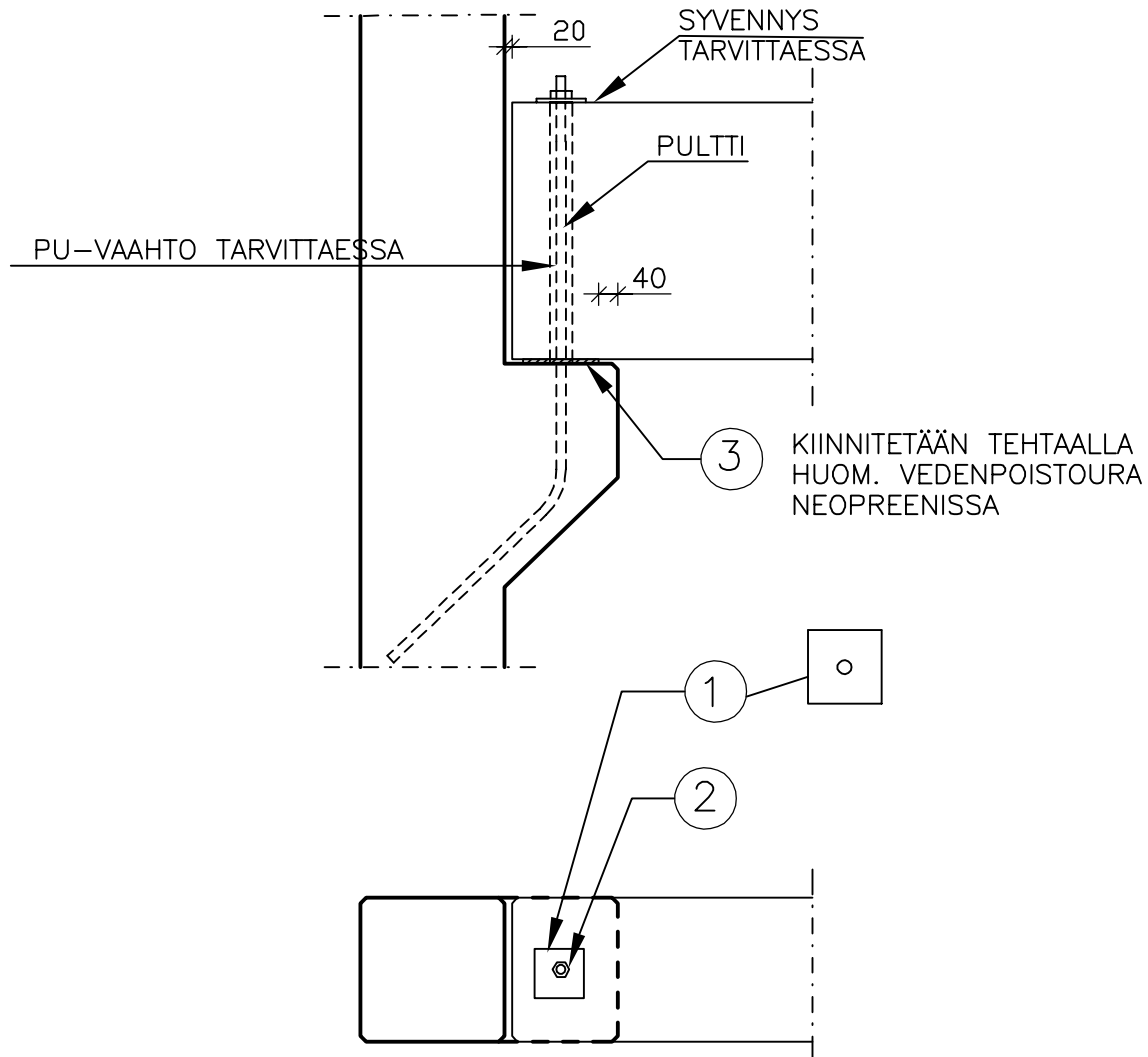 SYVENNYS
TARVITTAESSA
20
PULTTI
PU-VAAHTO TARVITTAESSA
40
3
KIINNITETÄÄN TEHTAALLA
HUOM. VEDENPOISTOURA
NEOPREENISSA
1
2